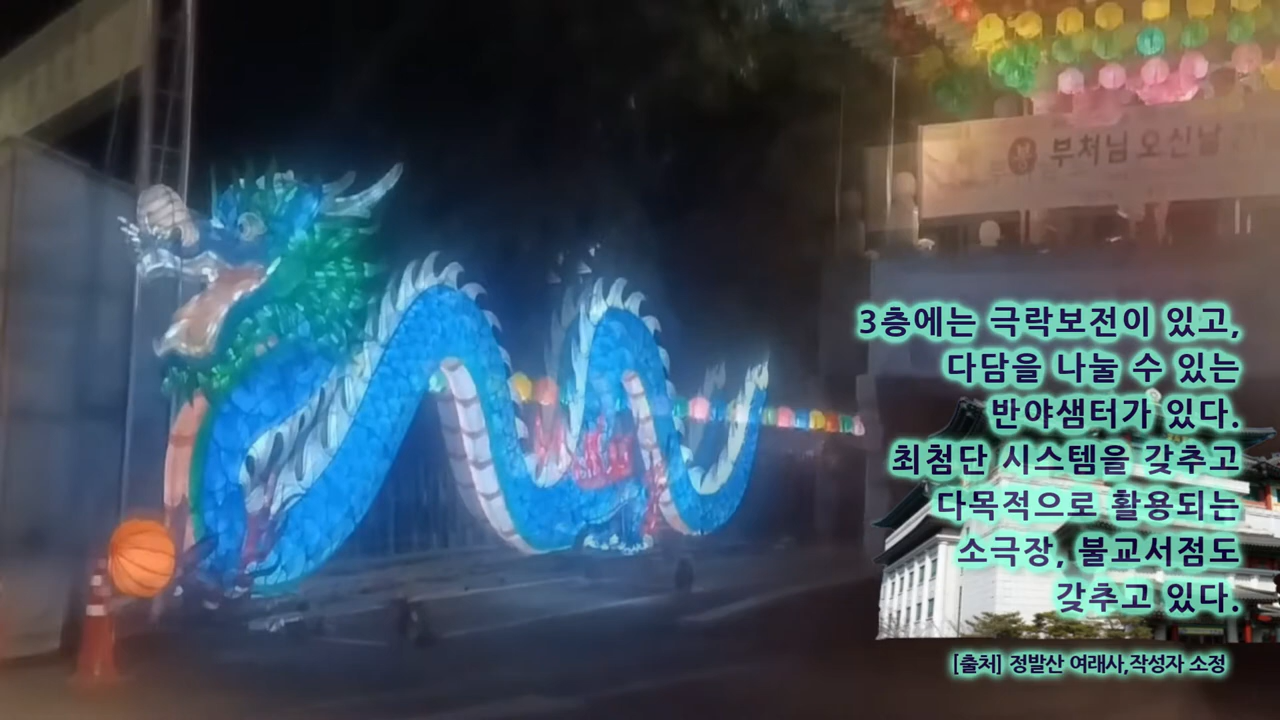 부처님 오신날
3층에는 극락보전이 있고,
다담을 나눌 수 있는
반야샘터가 있다.
최첨단 시스템을 갖추고
다목적으로 활용되는
소극장, 불교서점도
갖추고 있다.
[출처] 정발산 여래사,작성자 소정